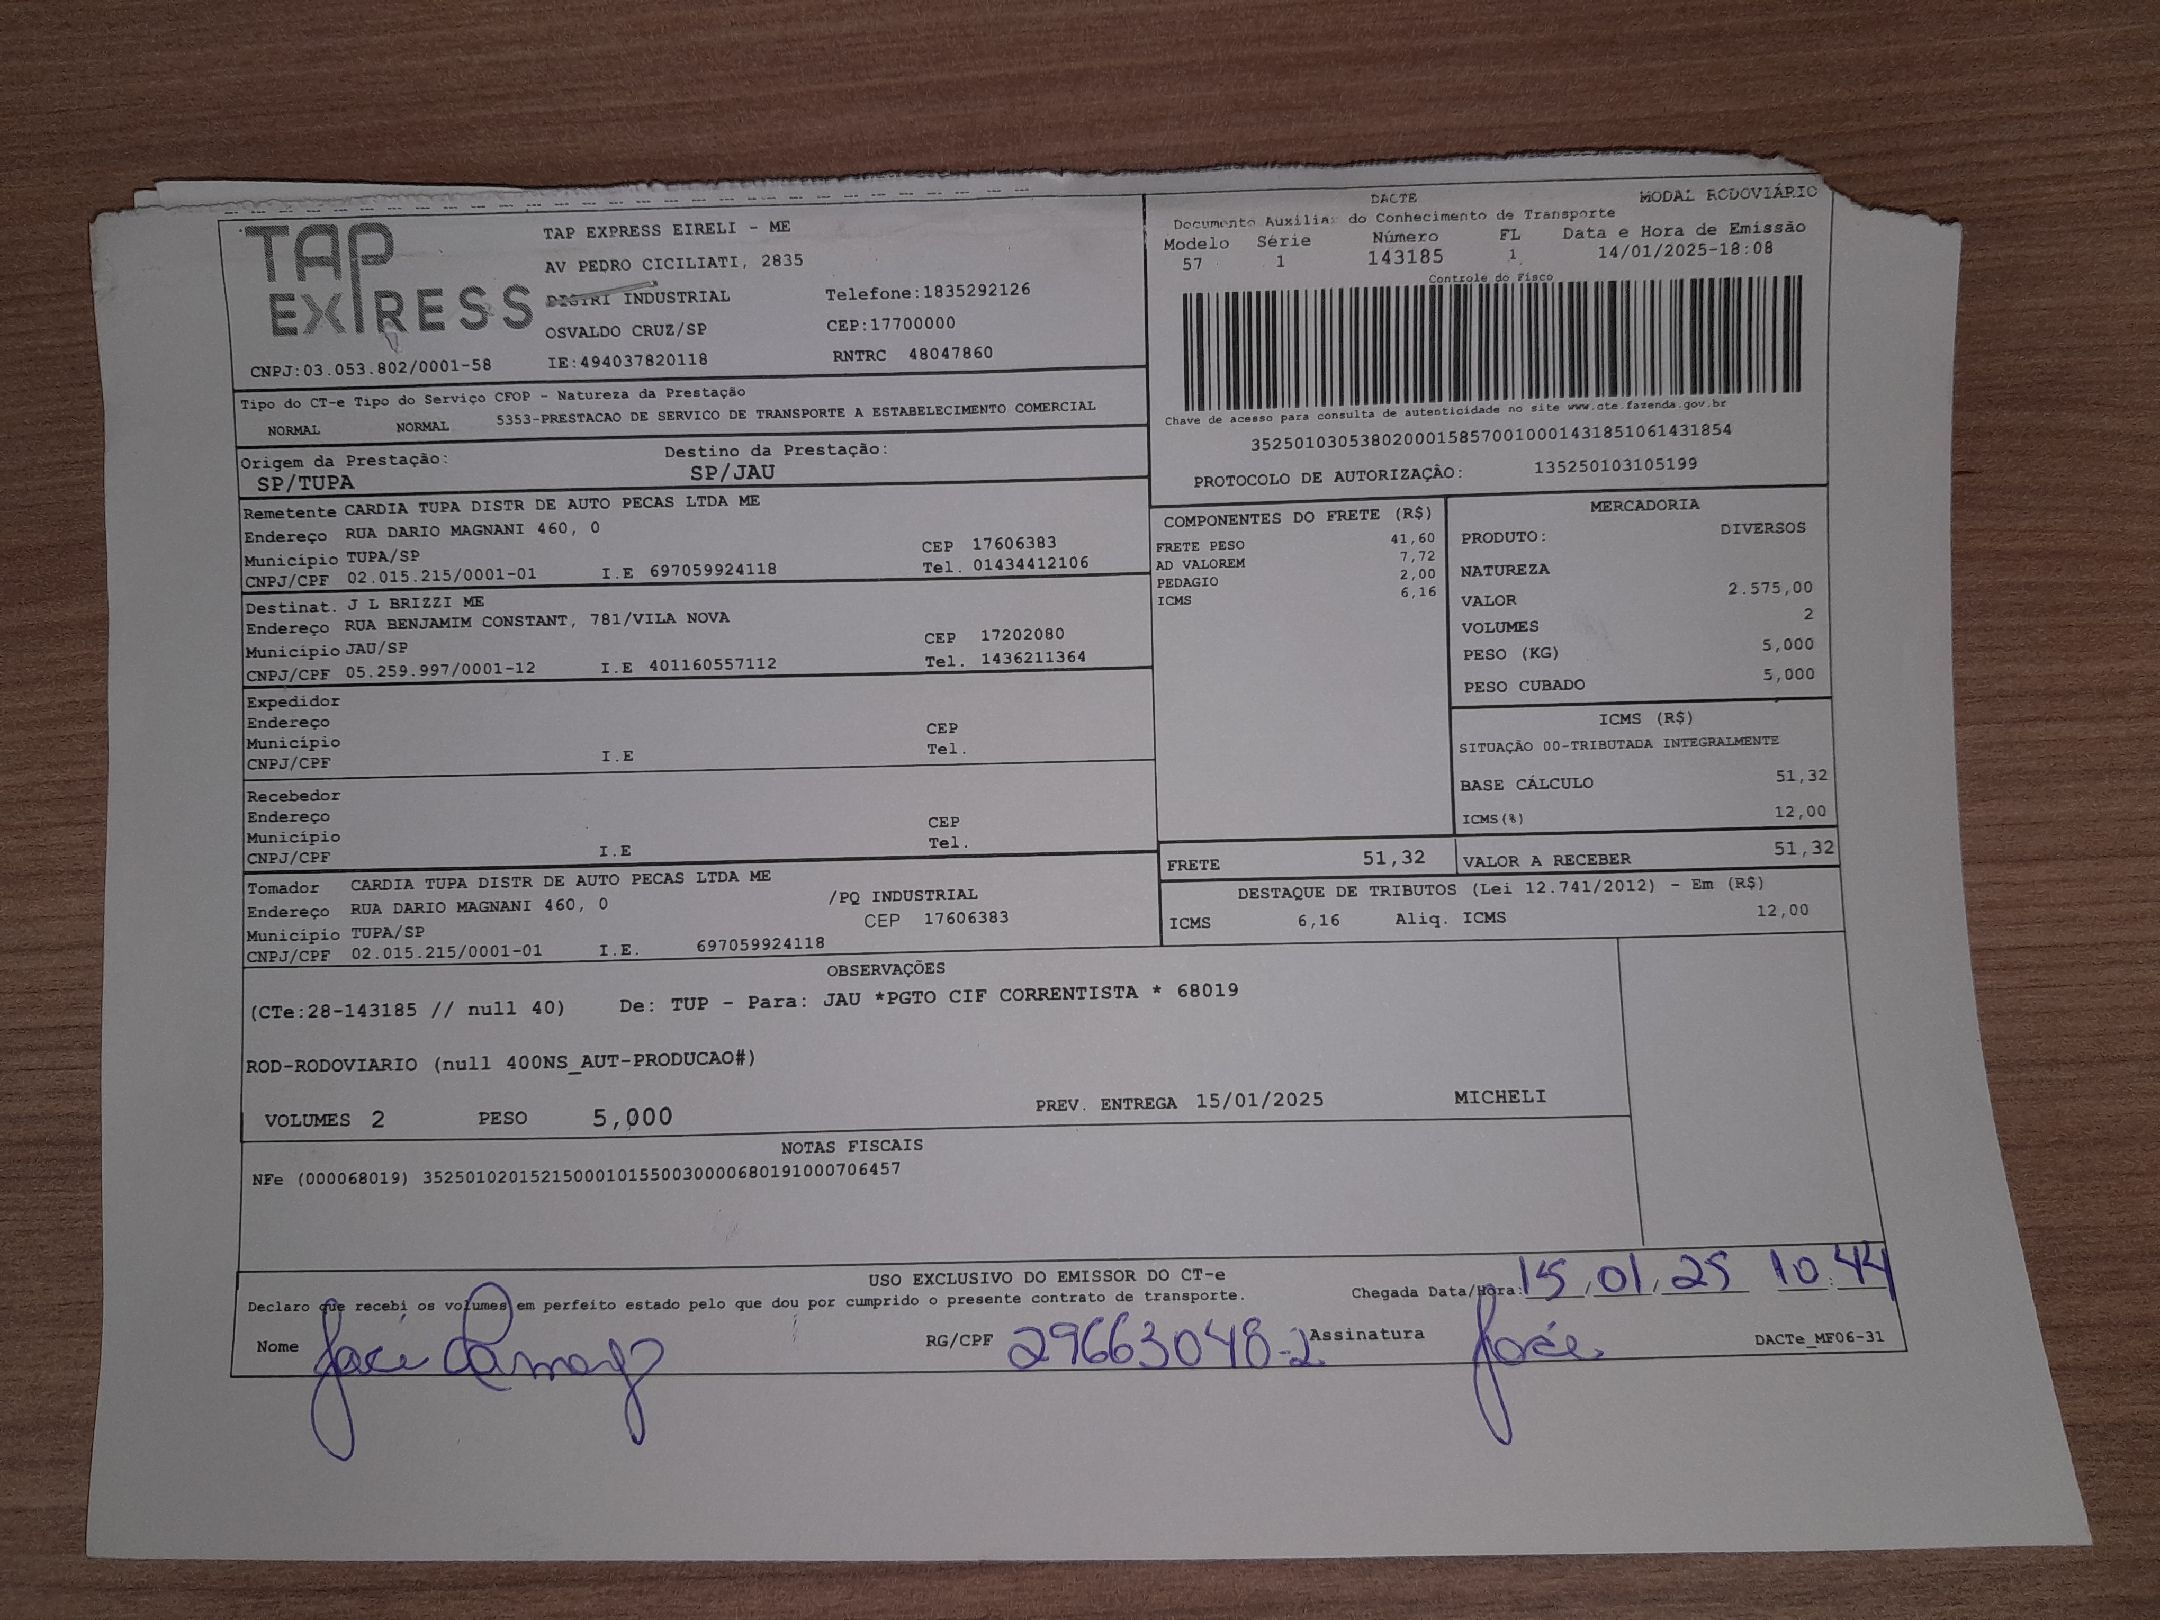 TAP EXPRESS
TAP EXPRESS EIRELI - ME
AV PEDRO CICILIATI, 2835
DISTRI INDUSTRIAL Telefone:1835292126
OSVALDO CRUZ/SP CEP:17700000
CNPJ:03.053.802/0001-58 IE:494037820118 RNTRC 48047860
DACTE MODAL RODOVIÁRIO
Documento Auxiliar do Conhecimento de Transporte
Modelo Série Número FL Data e Hora de Emissão
57 1 143185 1 14/01/2025-18:08
Controle do Fisco
Chave de acesso para consulta de autenticidade no site www.cte.fazenda.gov.br
35250103053802000158570010001431851061431854
PROTOCOLO DE AUTORIZAÇÃO: 135250103105199
Tipo do CT-e Tipo do Serviço CFOP - Natureza da Prestação
NORMAL NORMAL 5353-PRESTACAO DE SERVICO DE TRANSPORTE A ESTABELECIMENTO COMERCIAL
Origem da Prestação: Destino da Prestação:
SP/TUPA SP/JAU
Remetente CARDIA TUPA DISTR DE AUTO PECAS LTDA ME
Endereço RUA DARIO MAGNANI 460, 0
Município TUPA/SP CEP 17606383
CNPJ/CPF 02.015.215/0001-01 I.E 697059924118 Tel. 01434412106
Destinat. J L BRIZZI ME
Endereço RUA BENJAMIM CONSTANT, 781/VILA NOVA
Município JAU/SP CEP 17202080
CNPJ/CPF 05.259.997/0001-12 I.E 401160557112 Tel. 1436211364
Expedidor
Endereço CEP
Município Tel.
CNPJ/CPF I.E
Recebedor
Endereço CEP
Município Tel.
CNPJ/CPF I.E
Tomador CARDIA TUPA DISTR DE AUTO PECAS LTDA ME
Endereço RUA DARIO MAGNANI 460, 0 /PQ INDUSTRIAL
Município TUPA/SP CEP 17606383
CNPJ/CPF 02.015.215/0001-01 I.E. 697059924118
COMPONENTES DO FRETE (R$)
FRETE PESO 41,60
AD VALOREM 7,72
PEDAGIO 2,00
ICMS 6,16
MERCADORIA
PRODUTO: DIVERSOS
NATUREZA
VALOR 2.575,00
VOLUMES 2
PESO (KG) 5,000
PESO CUBADO 5,000
ICMS (R$)
SITUAÇÃO 00-TRIBUTADA INTEGRALMENTE
BASE CÁLCULO 51,32
ICMS(%) 12,00
FRETE 51,32 VALOR A RECEBER 51,32
DESTAQUE DE TRIBUTOS (Lei 12.741/2012) - Em (R$)
ICMS 6,16 Aliq. ICMS 12,00
OBSERVAÇÕES
(CTe:28-143185 // null 40) De: TUP - Para: JAU *PGTO CIF CORRENTISTA * 68019
ROD-RODOVIARIO (null 400NS_AUT-PRODUCAO#)
VOLUMES 2 PESO 5,000 PREV. ENTREGA 15/01/2025 MICHELI
NOTAS FISCAIS
NFe (000068019) 35250102015215000101550030000680191000706457
USO EXCLUSIVO DO EMISSOR DO CT-e
Declaro que recebi os volumes em perfeito estado pelo que dou por cumprido o presente contrato de transporte. Chegada Data/Hora: 15/01/25 10:44
Nome José Camargo RG/CPF 29663048-2 Assinatura José DACTe_MF06-31